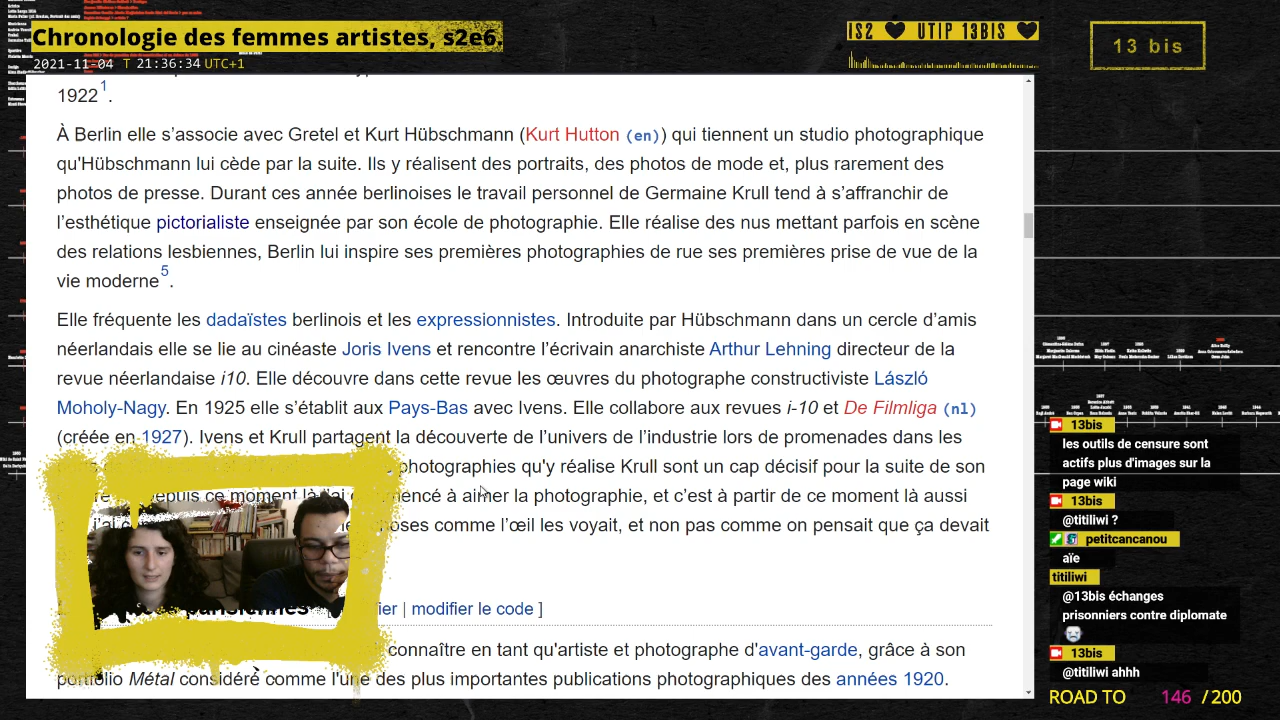 Chronologie des femmes artistes, s2e6
2021-11-04 T 21:36:34 UTC+1
IS2 🖤 UTIP 13BIS 🖤
13 bis
1922 1.
À Berlin elle s’associe avec Gretel et Kurt Hübschmann (Kurt Hutton (en)) qui tiennent un studio photographique
qu'Hübschmann lui cède par la suite. Ils y réalisent des portraits, des photos de mode et, plus rarement des
photos de presse. Durant ces année berlinoises le travail personnel de Germaine Krull tend à s’affranchir de
l’esthétique pictorialiste enseignée par son école de photographie. Elle réalise des nus mettant parfois en scène
des relations lesbiennes, Berlin lui inspire ses premières photographies de rue ses premières prise de vue de la
vie moderne 5.
Elle fréquente les dadaïstes berlinois et les expressionnistes. Introduite par Hübschmann dans un cercle d’amis
néerlandais elle se lie au cinéaste Joris Ivens et rencontre l’écrivain anarchiste Arthur Lehning directeur de la
revue néerlandaise i10. Elle découvre dans cette revue les œuvres du photographe constructiviste László
Moholy-Nagy. En 1925 elle s’établit aux Pays-Bas avec Ivens. Elle collabore aux revues i-10 et De Filmliga (nl)
(créée en 1927). Ivens et Krull partagent la découverte de l’univers de l’industrie lors de promenades dans les
photographies qu'y réalise Krull sont un cap décisif pour la suite de son
depuis ce moment là j'ai commencé à aimer la photographie, et c’est à partir de ce moment là aussi
choses comme l’œil les voyait, et non pas comme on pensait que ça devait
parisiennes modifier | modifier le code ]
connaître en tant qu'artiste et photographe d'avant-garde, grâce à son
portfolio Métal considéré comme l'une des plus importantes publications photographiques des années 1920.
13bis
les outils de censure sont
actifs plus d'images sur la
page wiki
13bis
@titiliwi ?
petitcancanou
aïe
titiliwi
@13bis échanges
prisonniers contre diplomate
13bis
@titiliwi ahhh
ROAD TO 146 / 200